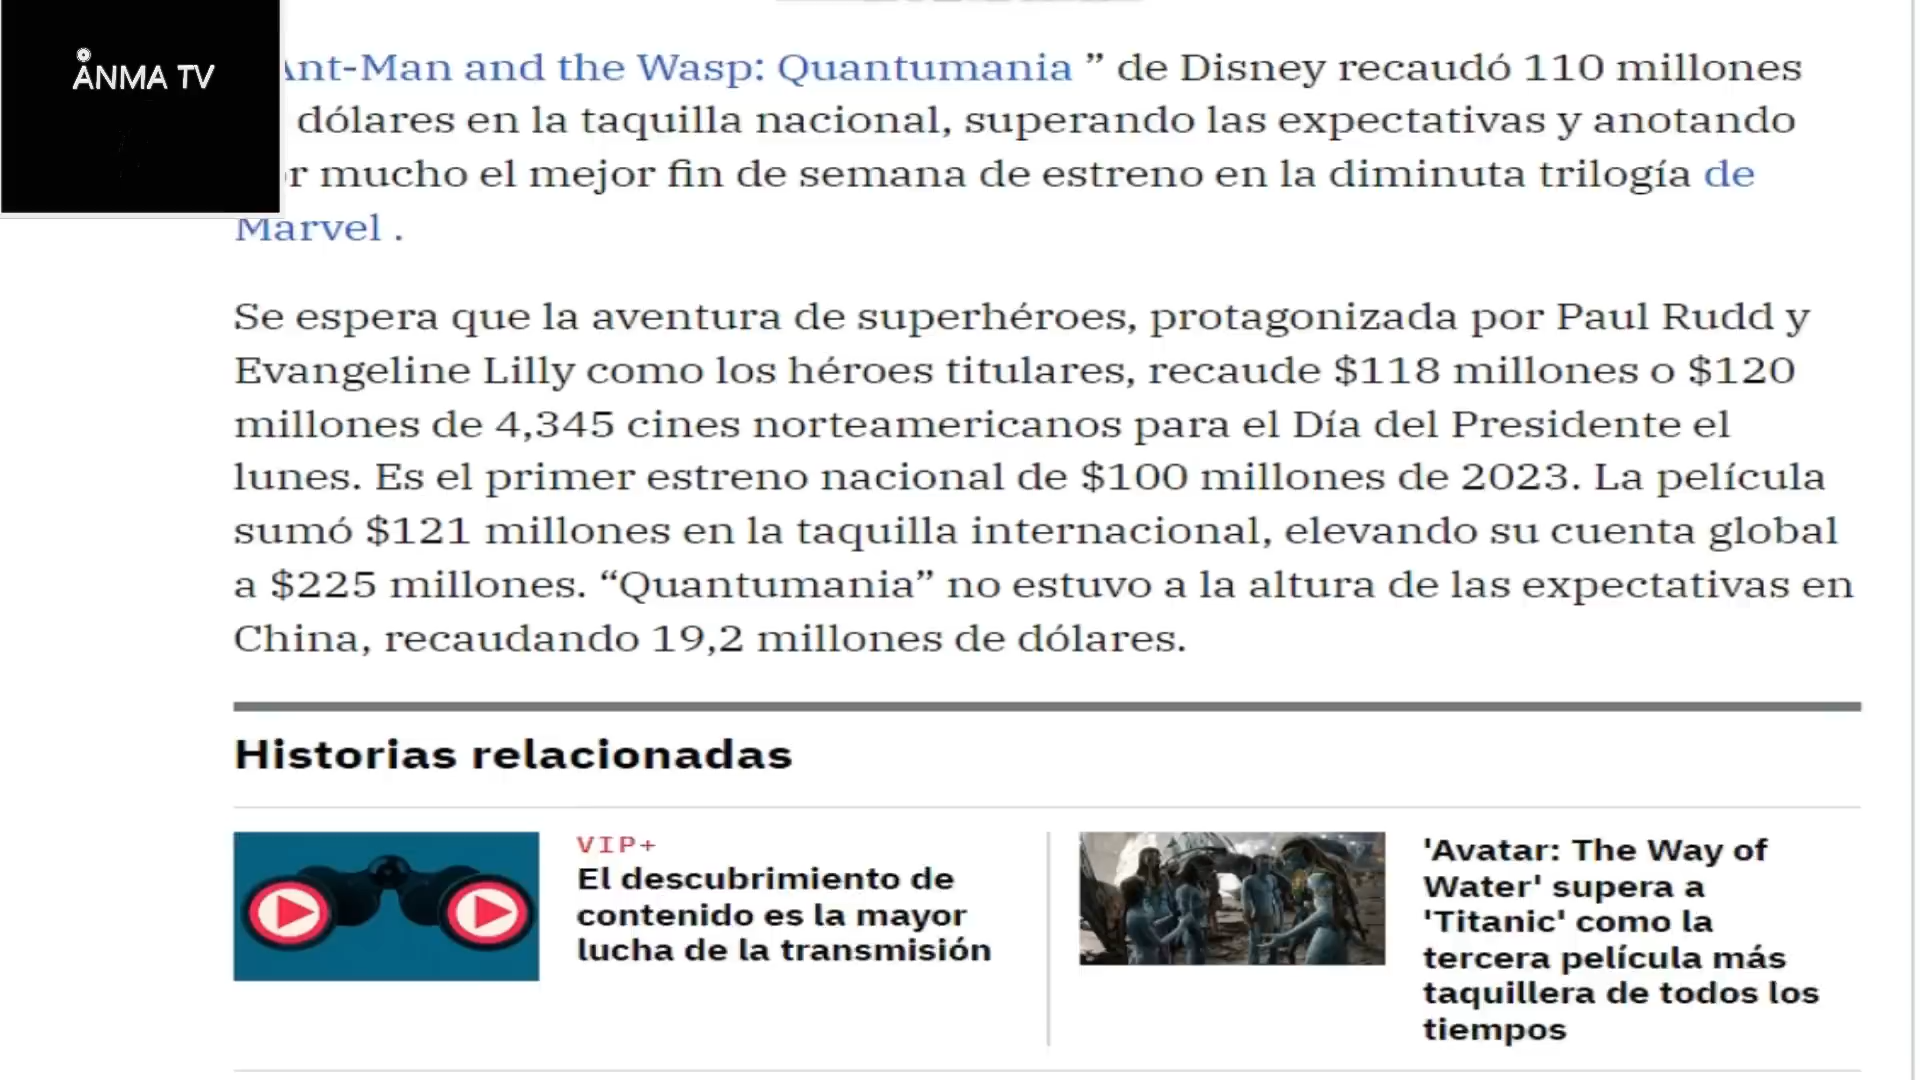 ÅNMA TV
Ant-Man and the Wasp: Quantumania ” de Disney recaudó 110 millones
dólares en la taquilla nacional, superando las expectativas y anotando
mucho el mejor fin de semana de estreno en la diminuta trilogía de
Marvel .
Se espera que la aventura de superhéroes, protagonizada por Paul Rudd y
Evangeline Lilly como los héroes titulares, recaude $118 millones o $120
millones de 4,345 cines norteamericanos para el Día del Presidente el
lunes. Es el primer estreno nacional de $100 millones de 2023. La película
sumó $121 millones en la taquilla internacional, elevando su cuenta global
a $225 millones. “Quantumania” no estuvo a la altura de las expectativas en
China, recaudando 19,2 millones de dólares.
Historias relacionadas
VIP+
El descubrimiento de
contenido es la mayor
lucha de la transmisión
'Avatar: The Way of
Water' supera a
'Titanic' como la
tercera película más
taquillera de todos los
tiempos